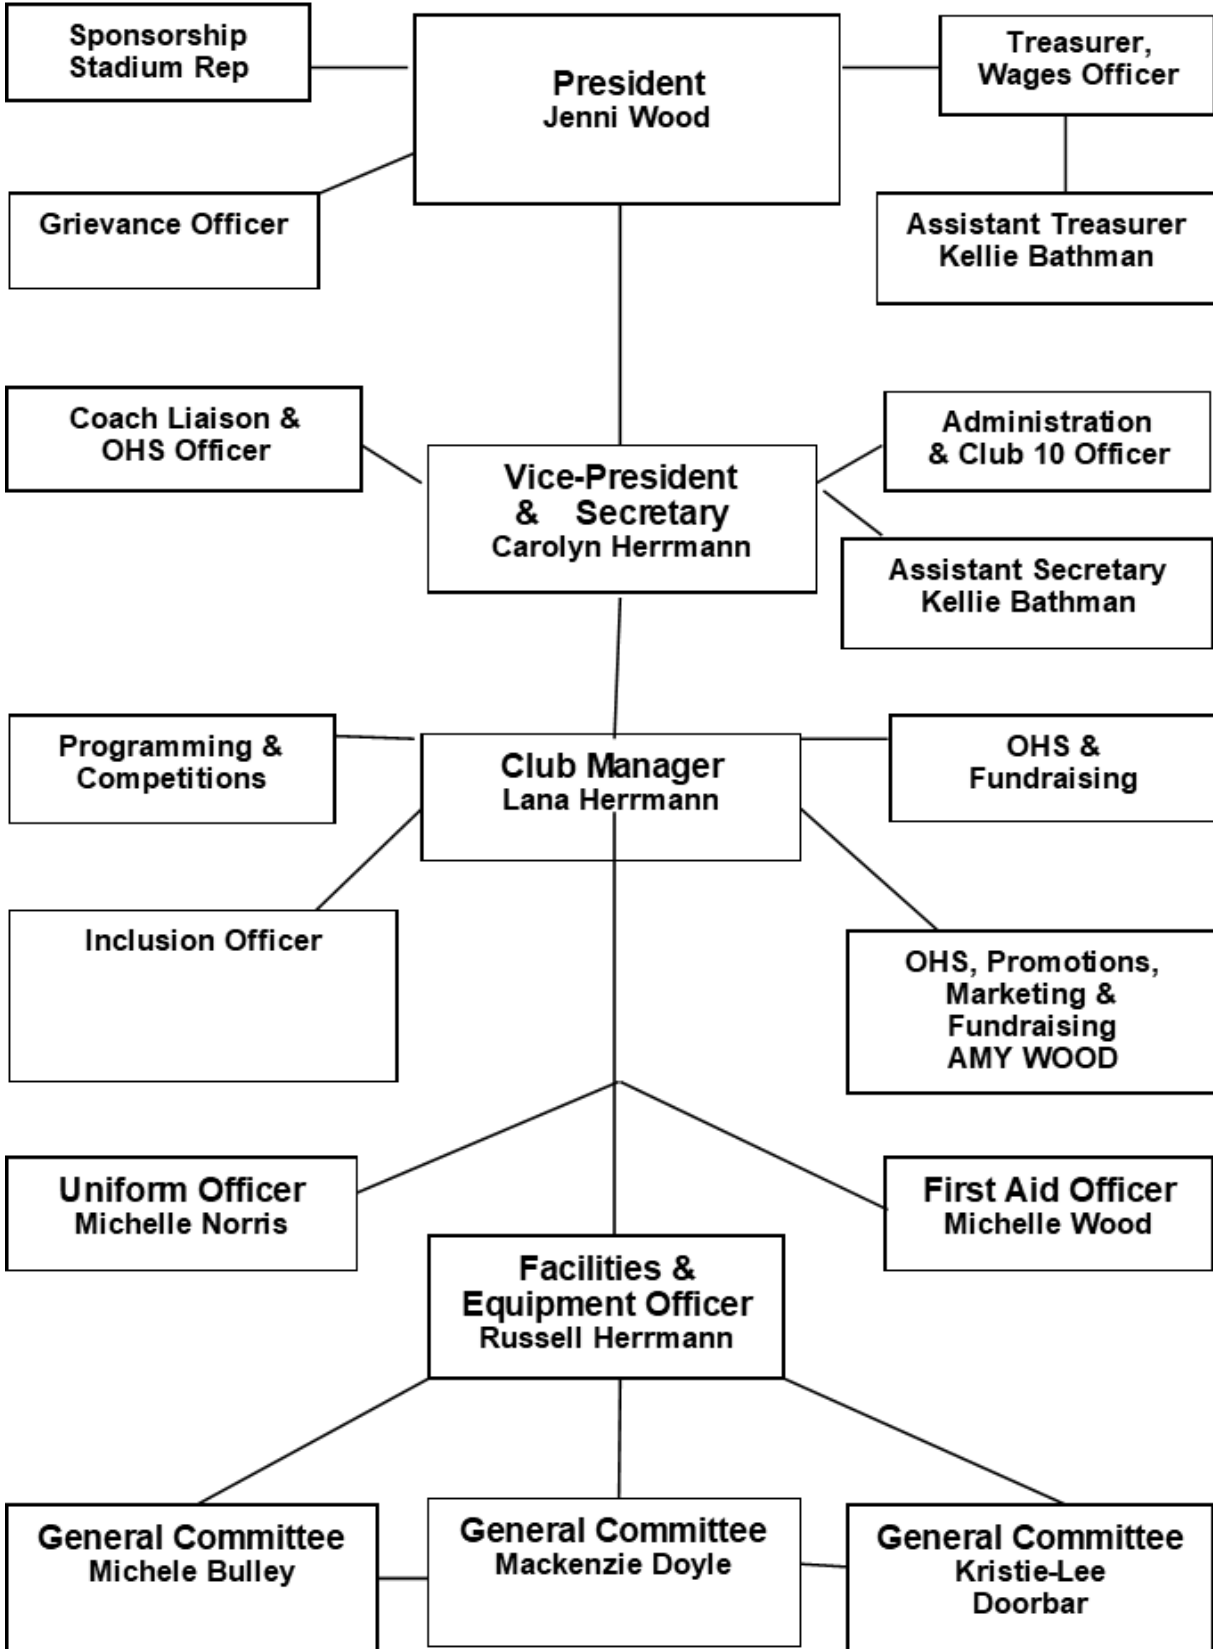 Sponsorship
Stadium Rep
President
Jenni Wood
Treasurer,
Wages Officer
Grievance Officer
Assistant Treasurer
Kellie Bathman
Coach Liaison &
OHS Officer
Vice-President
& Secretary
Carolyn Herrmann
Administration
& Club 10 Officer
Assistant Secretary
Kellie Bathman
Programming &
Competitions
Club Manager
Lana Herrmann
OHS &
Fundraising
Inclusion Officer
OHS, Promotions,
Marketing &
Fundraising
AMY WOOD
Uniform Officer
Michelle Norris
First Aid Officer
Michelle Wood
Facilities &
Equipment Officer
Russell Herrmann
General Committee
Michele Bulley
General Committee
Mackenzie Doyle
General Committee
Kristie-Lee
Doorbar